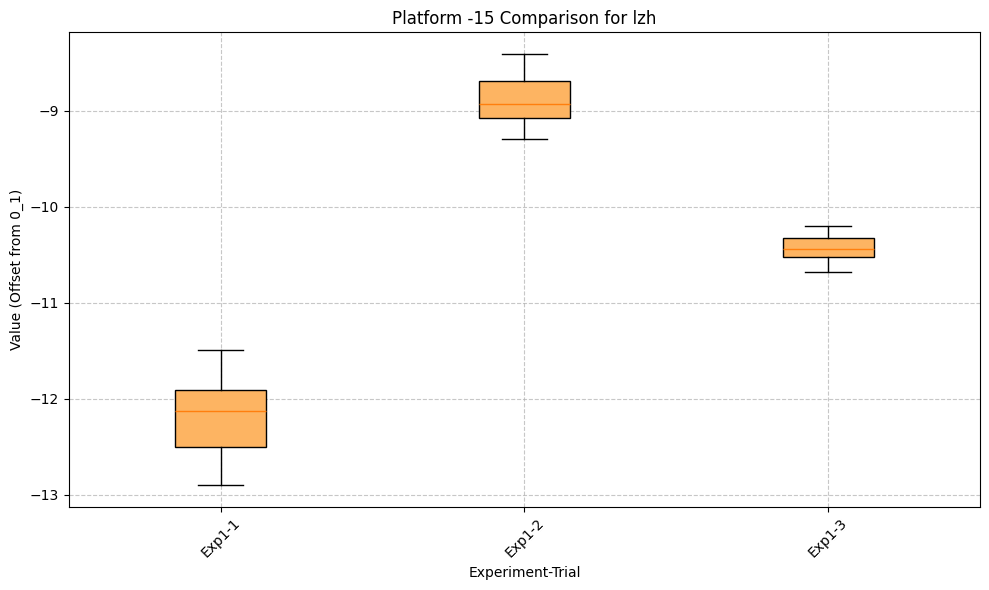 Platform -15 Comparison for lzh
Value (Offset from 0_1)
−9
−10
−11
−12
−13
Exp1-1
Exp1-2
Exp1-3
Experiment-Trial